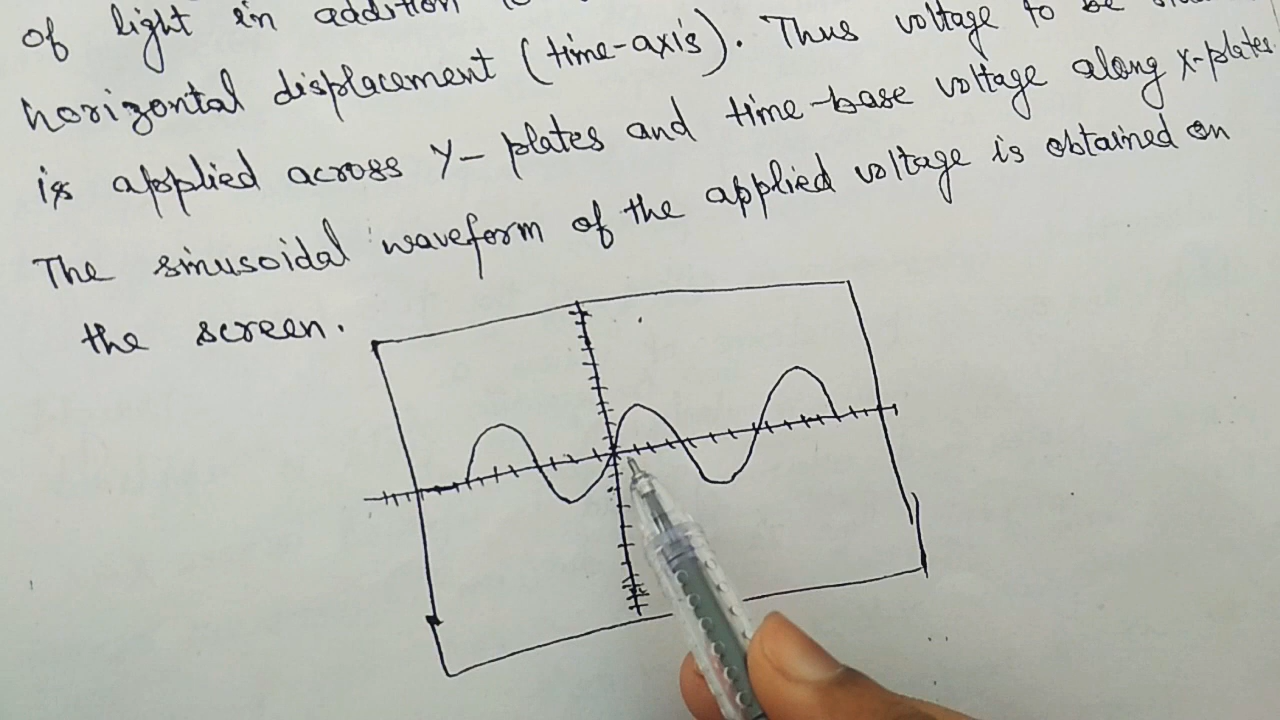 of light in addition
horizontal displacement (time-axis). Thus voltage to be
is applied across Y- plates and time-base voltage along X-plates.
The sinusoidal waveform of the applied voltage is obtained on
the screen.